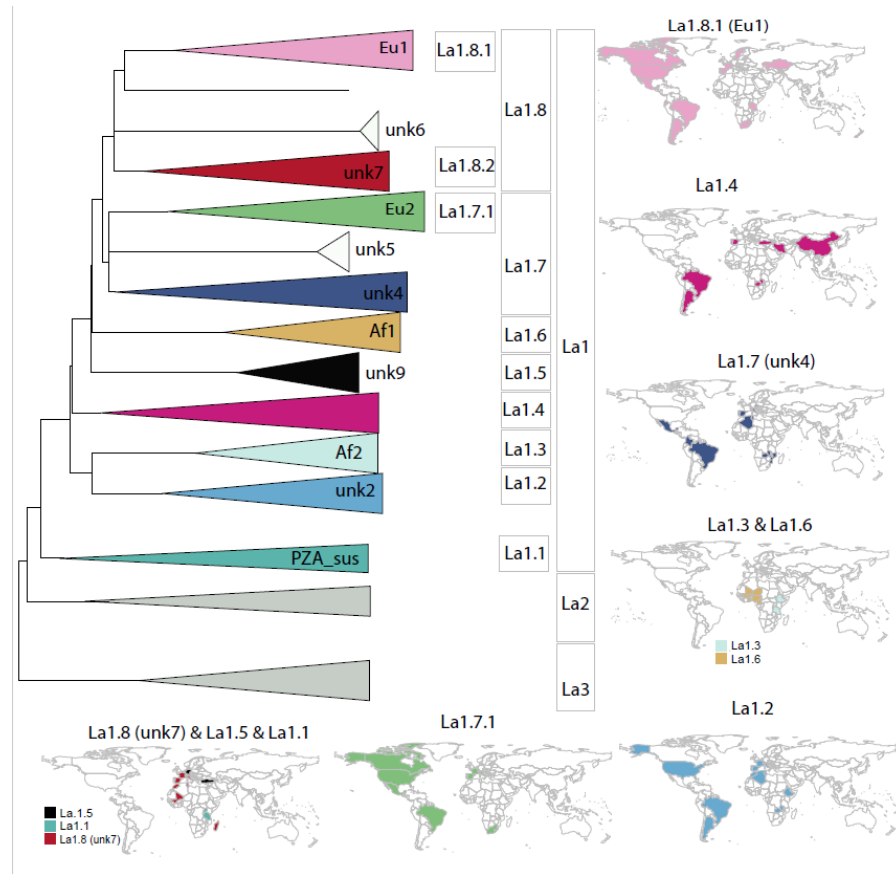 Eu1
La1.8.1
La1.8
unk6
unk7
La1.8.2
Eu2
La1.7.1
unk5
La1.7
unk4
Af1
La1.6
La1
unk9
La1.5
La1.4
Af2
La1.3
unk2
La1.2
PZA_sus
La1.1
La2
La3
La1.8.1 (Eu1)
La1.4
La1.7 (unk4)
La1.3 & La1.6
La1.3
La1.6
La1.2
La1.8 (unk7) & La1.5 & La1.1
La.1.5
La1.1
La1.8 (unk7)
La1.7.1